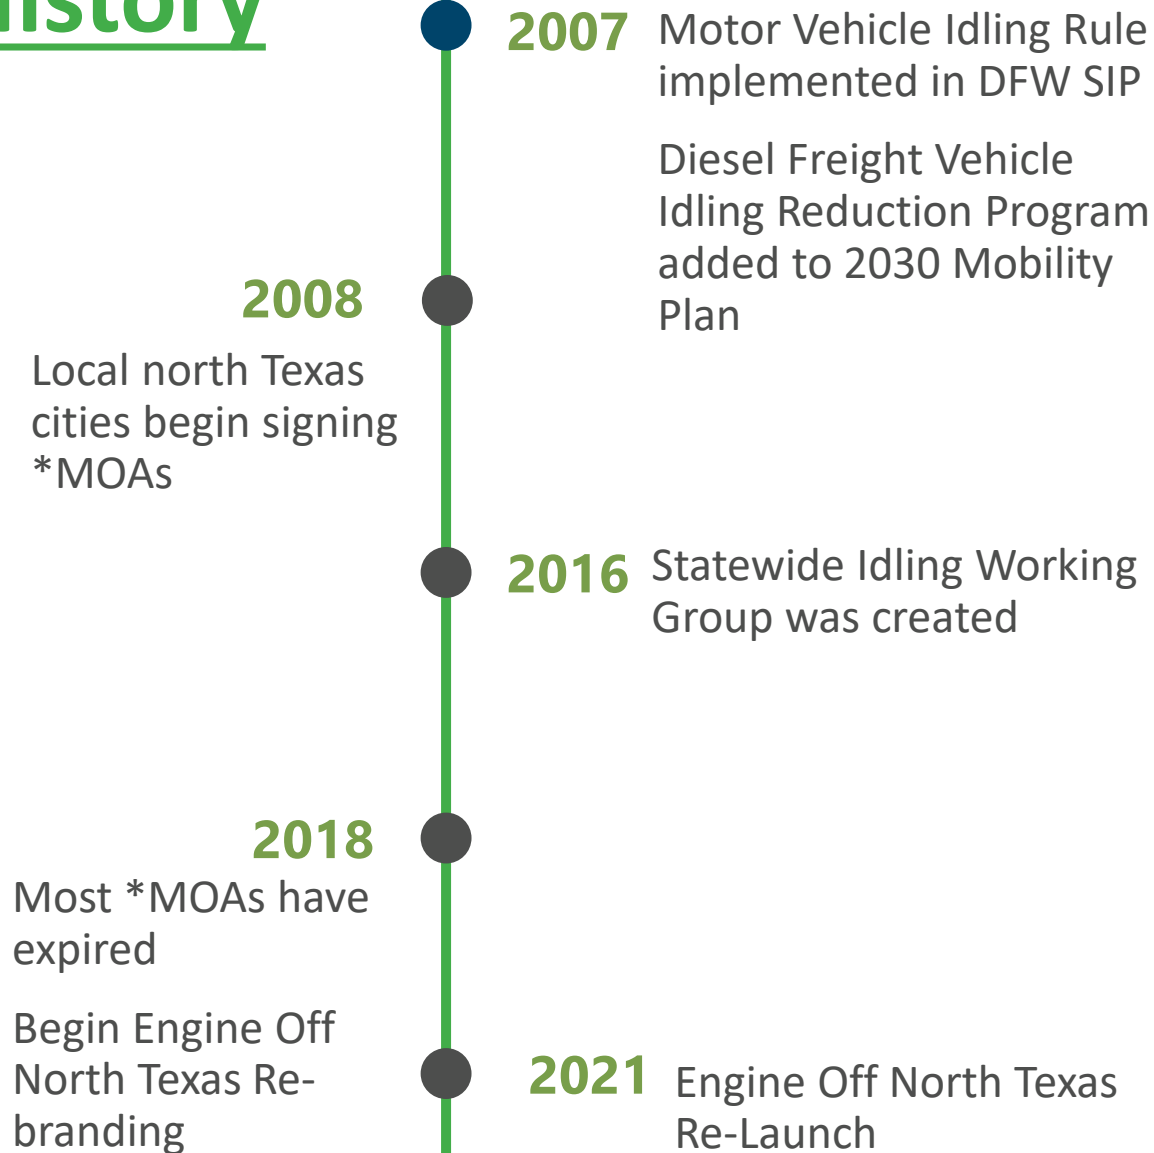 history
2007
Motor Vehicle Idling Rule
implemented in DFW SIP
Diesel Freight Vehicle
Idling Reduction Program
added to 2030 Mobility
Plan
2008
Local north Texas
cities begin signing
*MOAs
2016
Statewide Idling Working
Group was created
2018
Most *MOAs have
expired
Begin Engine Off
North Texas Re-
branding
2021
Engine Off North Texas
Re-Launch